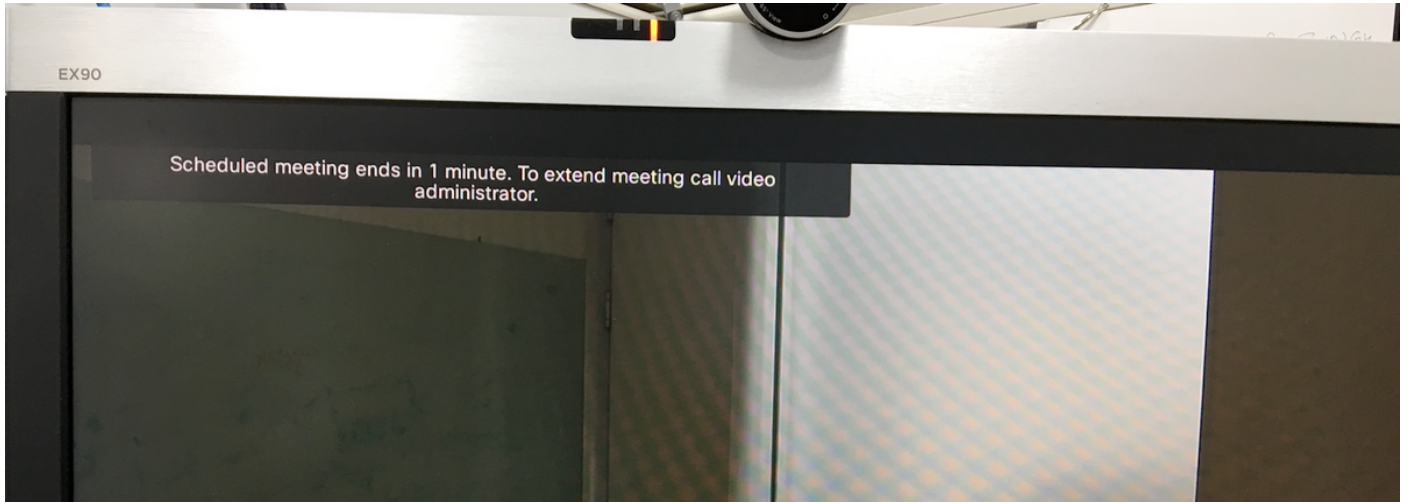 EX90
Scheduled meeting ends in 1 minute. To extend meeting call video
administrator.